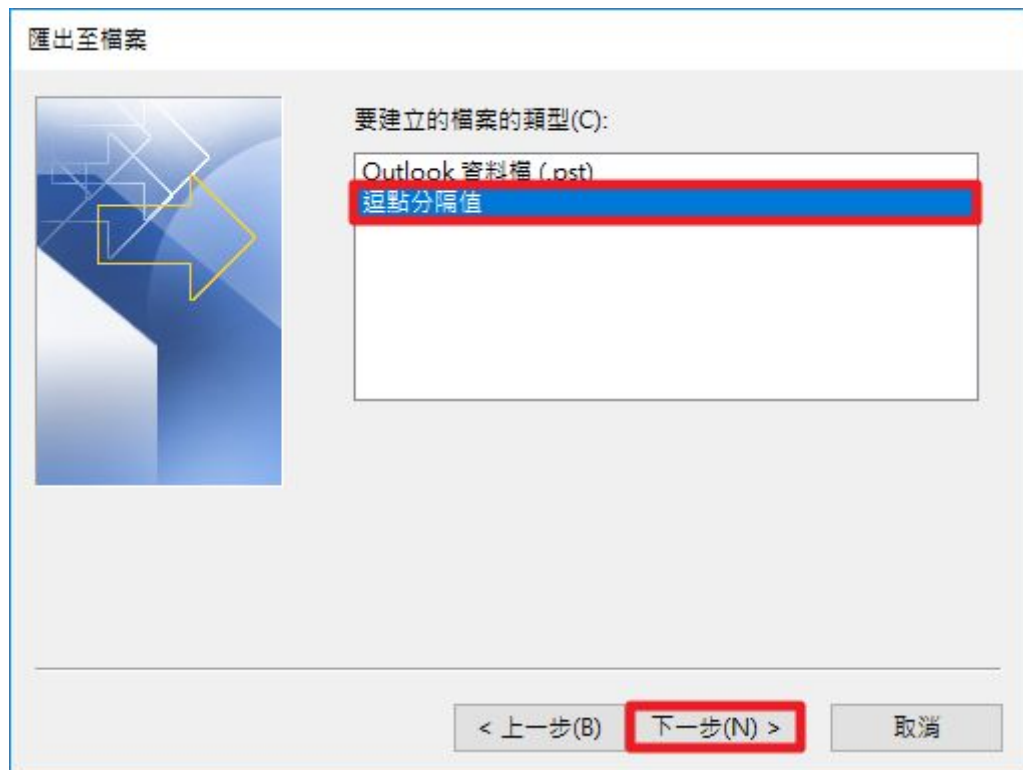 匯出至檔案
要建立的檔案的類型(C):
Outlook 資料檔 (.pst)
逗點分隔值
< 上一步(B) 下一步(N) > 取消